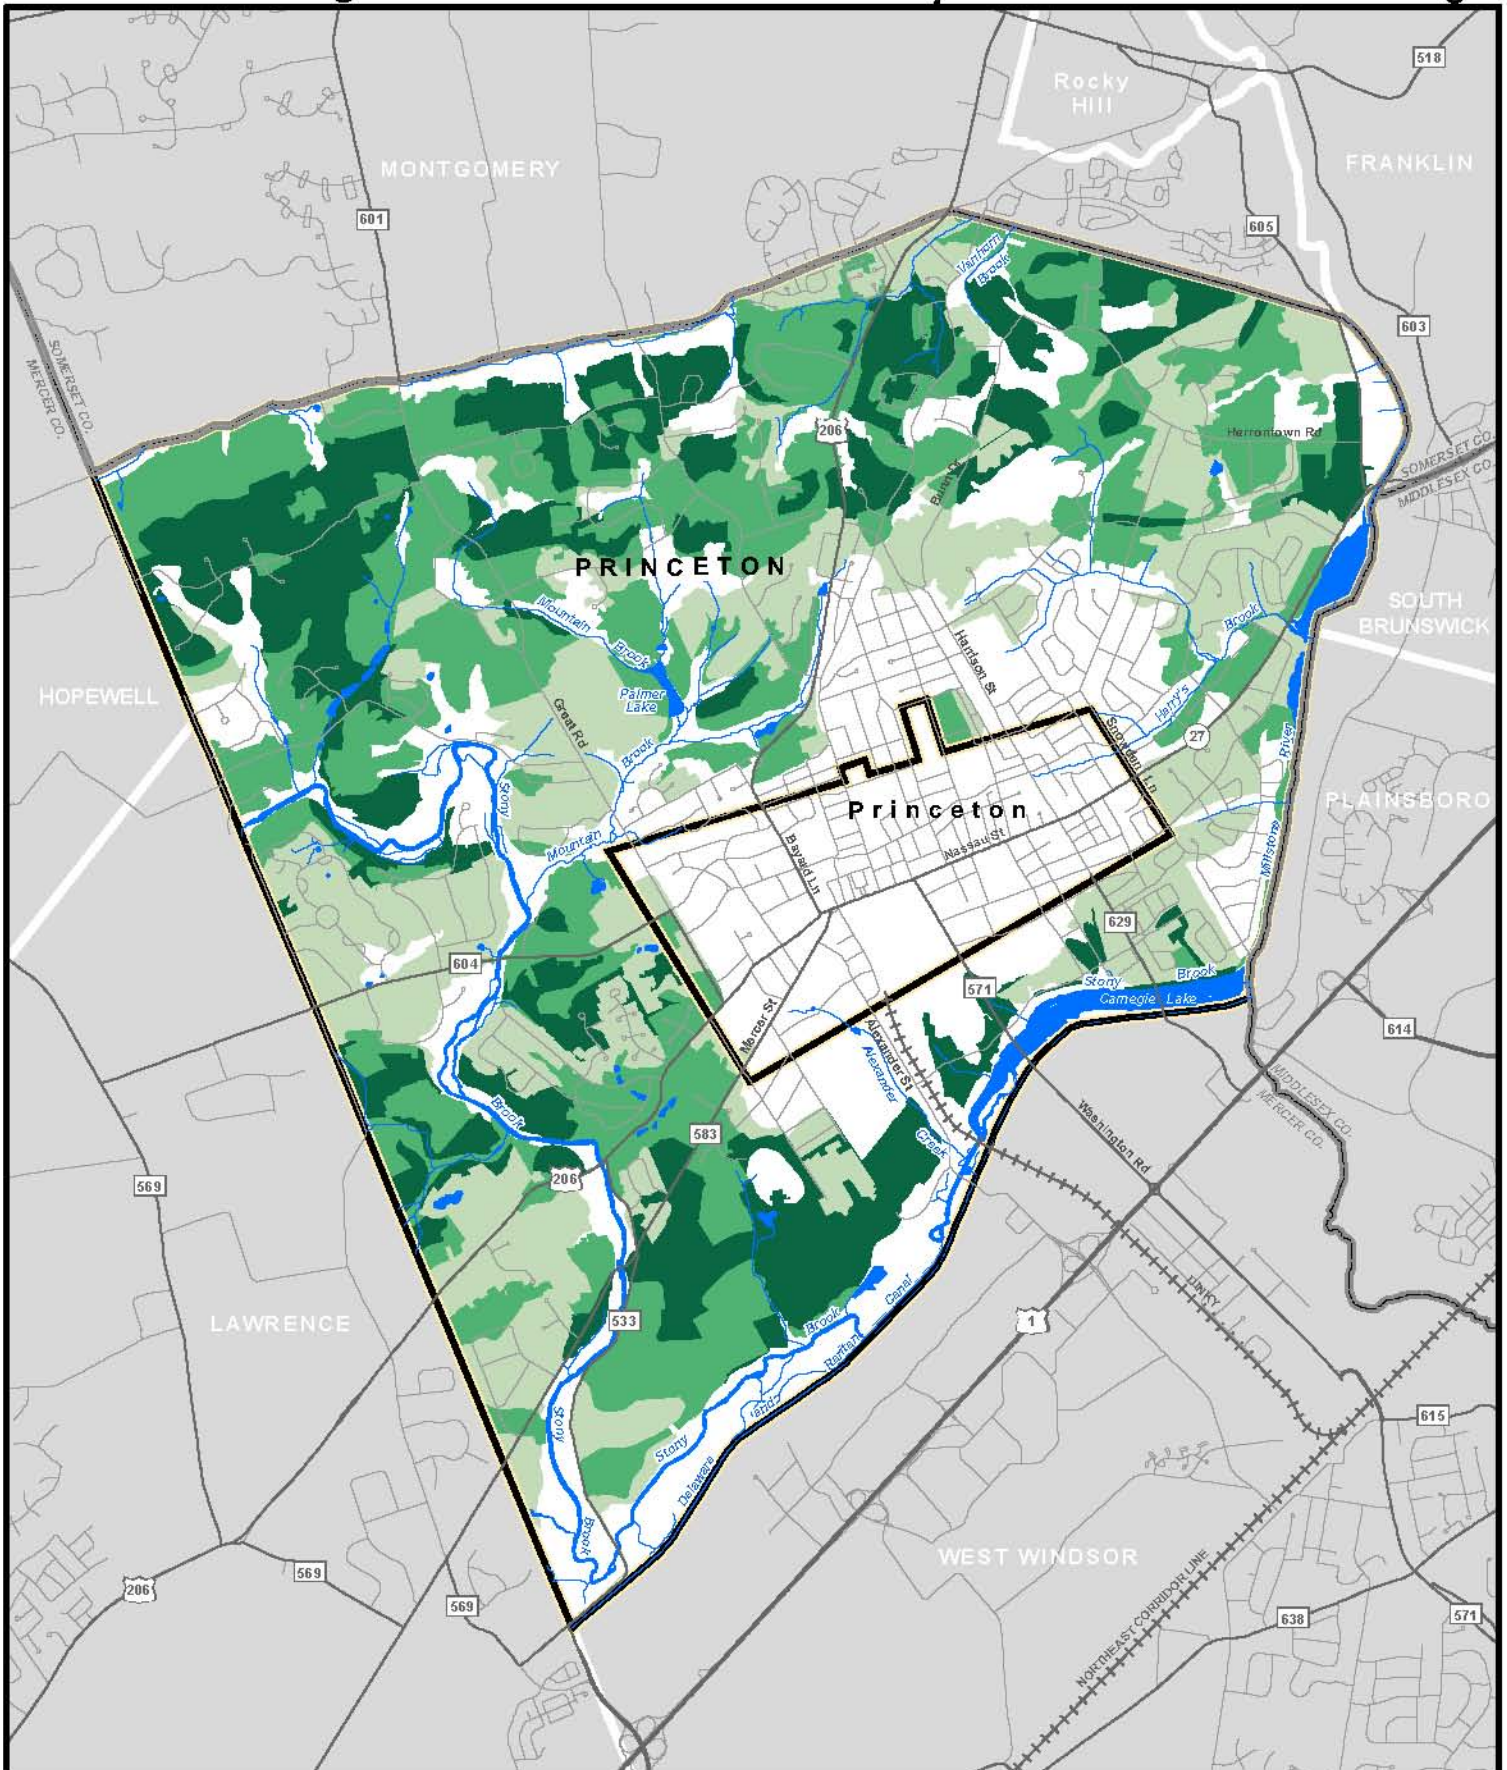 518
Rocky
Hill
MONTGOMERY
FRANKLIN
601
605
Vanhorn
Brook
603
SOMERSET CO.
MERCER CO.
206
Herrontown Rd
Bunn Dr
SOMERSET CO.
MIDDLESEX CO.
PRINCETON
Mountain
Brook
SOUTH
BRUNSWICK
Brook
Harrison St
HOPEWELL
Palmer
Lake
Great Rd
Harry's
Snowden Ln
27
River
Brook
Stony
PLAINSBORO
Princeton
Mountain
Bayard Ln
Nassau St
Millstone
629
604
571
Stony
Brook
Carnegie Lake
Mercer St
Alexander St
Alexander
Creek
614
MIDDLESEX CO.
MERCER CO.
Brook
583
Washington Rd
569
206
DINKY
LAWRENCE
533
Brook
Canal
Raritan
and
1
Stony
Stony
Delaware
615
Brook
WEST WINDSOR
NORTHEAST CORRIDOR LINE
206
569
569
638
571